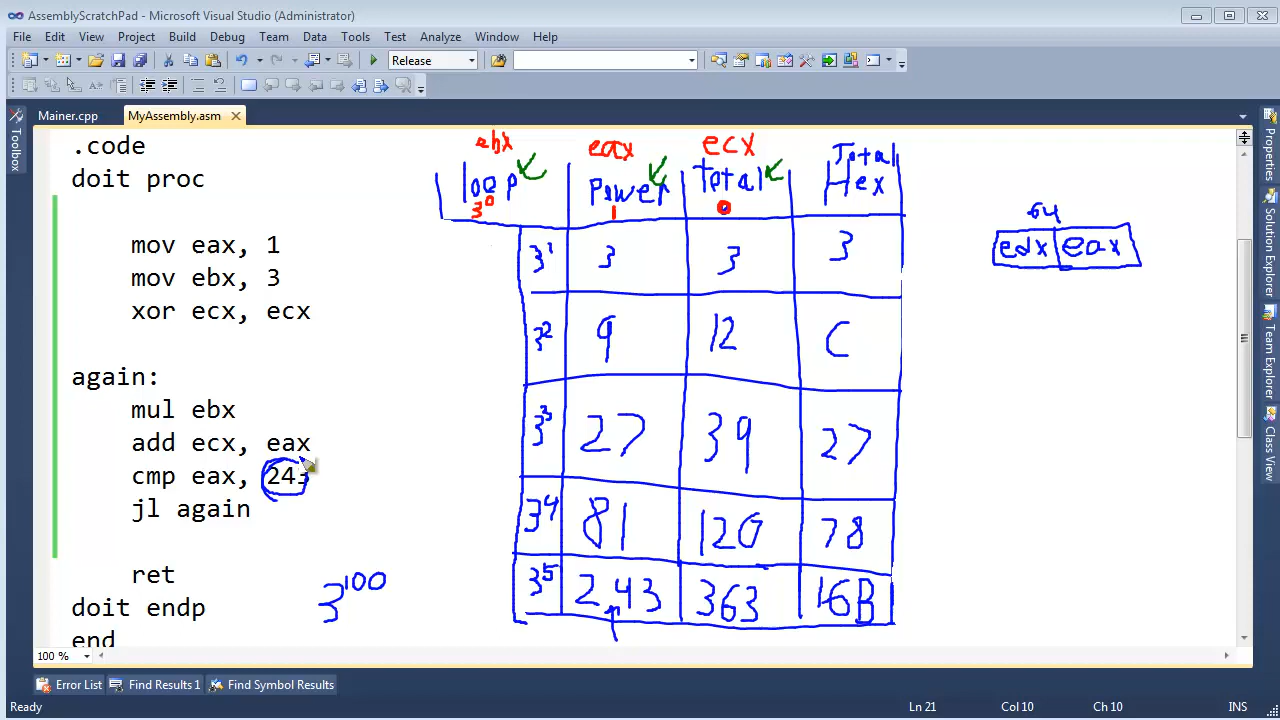 AssemblyScratchPad - Microsoft Visual Studio (Administrator)
File Edit View Project Build Debug Team Data Tools Test Analyze Window Help
Release
Mainer.cpp MyAssembly.asm
Toolbox
Properties
Solution Explorer
Team Explorer
Class View
.code
doit proc
mov eax, 1
mov ebx, 3
xor ecx, ecx
again:
mul ebx
add ecx, eax
cmp eax, 243
jl again
ret
doit endp
end
3¹⁰⁰
ebx eax ecx
loop Power total Total Hex
3⁰ 1 0
3¹ 3 3 3
3² 9 12 C
3³ 27 39 27
3⁴ 81 120 78
3⁵ 243 363 16B
64
edx eax
100 %
Error List Find Results 1 Find Symbol Results
Ready Ln 21 Col 10 Ch 10 INS